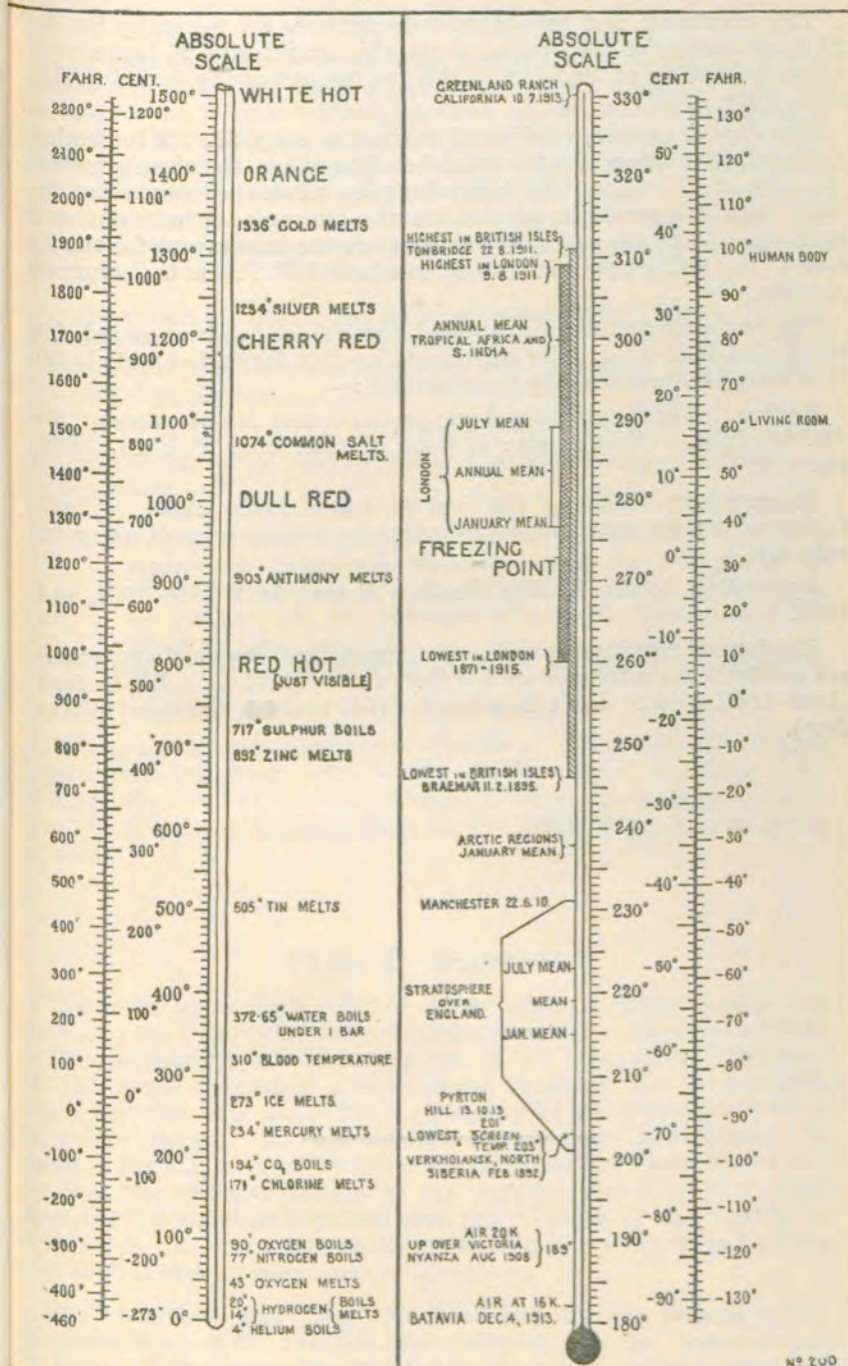 ABSOLUTE
SCALE
FAHR. CENT.
2200°
2100°
2000°
1900°
1800°
1700°
1600°
1500°
1400°
1300°
1200°
1100°
1000°
900°
800°
700°
600°
500°
400°
300°
200°
100°
0°
-100°
-200°
-300°
-400°
-460°
1200°
1100°
1000°
900°
800°
700°
600°
500°
400°
300°
200°
100°
0°
-100
-200°
-273°
1500°
1400°
1300°
1200°
1100°
1000°
900°
800°
700°
600°
500°
400°
300°
200°
100°
0°
WHITE HOT
ORANGE
1336° GOLD MELTS
1234° SILVER MELTS
CHERRY RED
1074° COMMON SALT
MELTS.
DULL RED
903° ANTIMONY MELTS
RED HOT
[JUST VISIBLE]
717° SULPHUR BOILS
692° ZINC MELTS
505° TIN MELTS
372·65° WATER BOILS
UNDER 1 BAR
310° BLOOD TEMPERATURE
273° ICE MELTS.
234° MERCURY MELTS
194° CO₂ BOILS
171° CHLORINE MELTS
90° OXYGEN BOILS
77° NITROGEN BOILS
43° OXYGEN MELTS
20° HYDROGEN BOILS
14° MELTS
4° HELIUM BOILS
ABSOLUTE
SCALE
CENT. FAHR.
GREENLAND RANCH
CALIFORNIA 10.7.1913.
HIGHEST IN BRITISH ISLES
TONBRIDGE 22.8.1911.
HIGHEST IN LONDON
9.8.1911.
ANNUAL MEAN
TROPICAL AFRICA AND
S. INDIA
LONDON
JULY MEAN
ANNUAL MEAN
JANUARY MEAN
FREEZING
POINT
LOWEST IN LONDON
1871-1915.
LOWEST IN BRITISH ISLES
BRAEMAR 11.2.1895.
ARCTIC REGIONS
JANUARY MEAN
MANCHESTER 22.6.10.
STRATOSPHERE
OVER
ENGLAND.
JULY MEAN
MEAN
JAN. MEAN
PYRTON
HILL 13.10.13
201°
LOWEST SCREEN
TEMP. 203°
VERKHOIANSK, NORTH
SIBERIA FEB 1892
AIR 20K
UP OVER VICTORIA
NYANZA AUG 1908
189°
AIR AT 16K.
BATAVIA DEC. 4, 1913.
330°
320°
310°
300°
290°
280°
270°
260°
250°
240°
230°
220°
210°
200°
190°
180°
50°
40°
30°
20°
10°
0°
-10°
-20°
-30°
-40°
-50°
-60°
-70°
-80°
-90°
130°
120°
110°
100° HUMAN BODY
90°
80°
70°
60° LIVING ROOM.
50°
40°
30°
20°
10°
0°
-10°
-20°
-30°
-40°
-50°
-60°
-70°
-80°
-90°
-100°
-110°
-120°
-130°
Nº 200